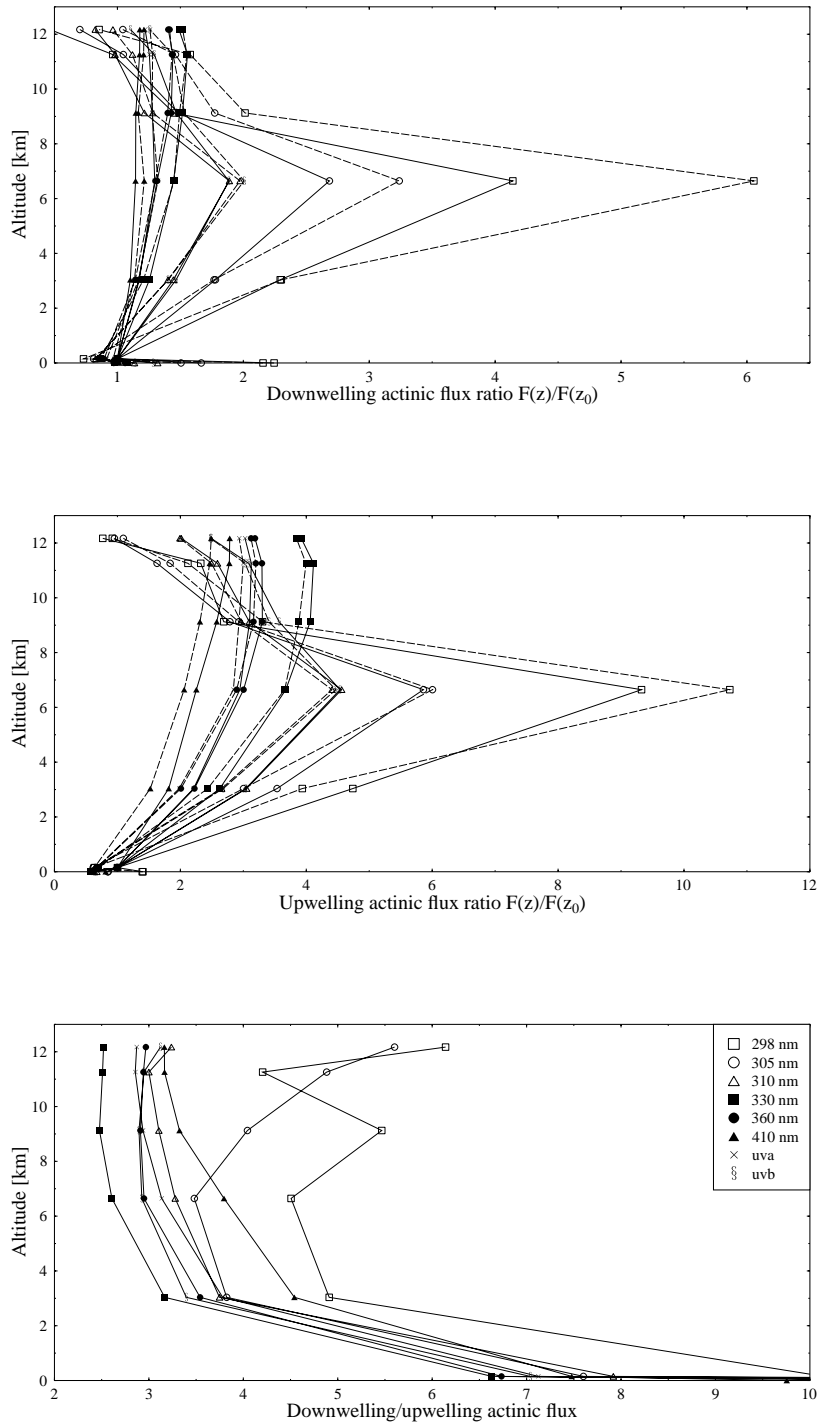 12
10
8
6
4
2
0
Altitude [km]
1 2 3 4 5 6
Downwelling actinic flux ratio F(z)/F(z0)
12
10
8
6
4
2
0
Altitude [km]
0 2 4 6 8 10 12
Upwelling actinic flux ratio F(z)/F(z0)
12
10
8
6
4
2
0
Altitude [km]
298 nm
305 nm
310 nm
330 nm
360 nm
410 nm
uva
uvb
2 3 4 5 6 7 8 9 10
Downwelling/upwelling actinic flux